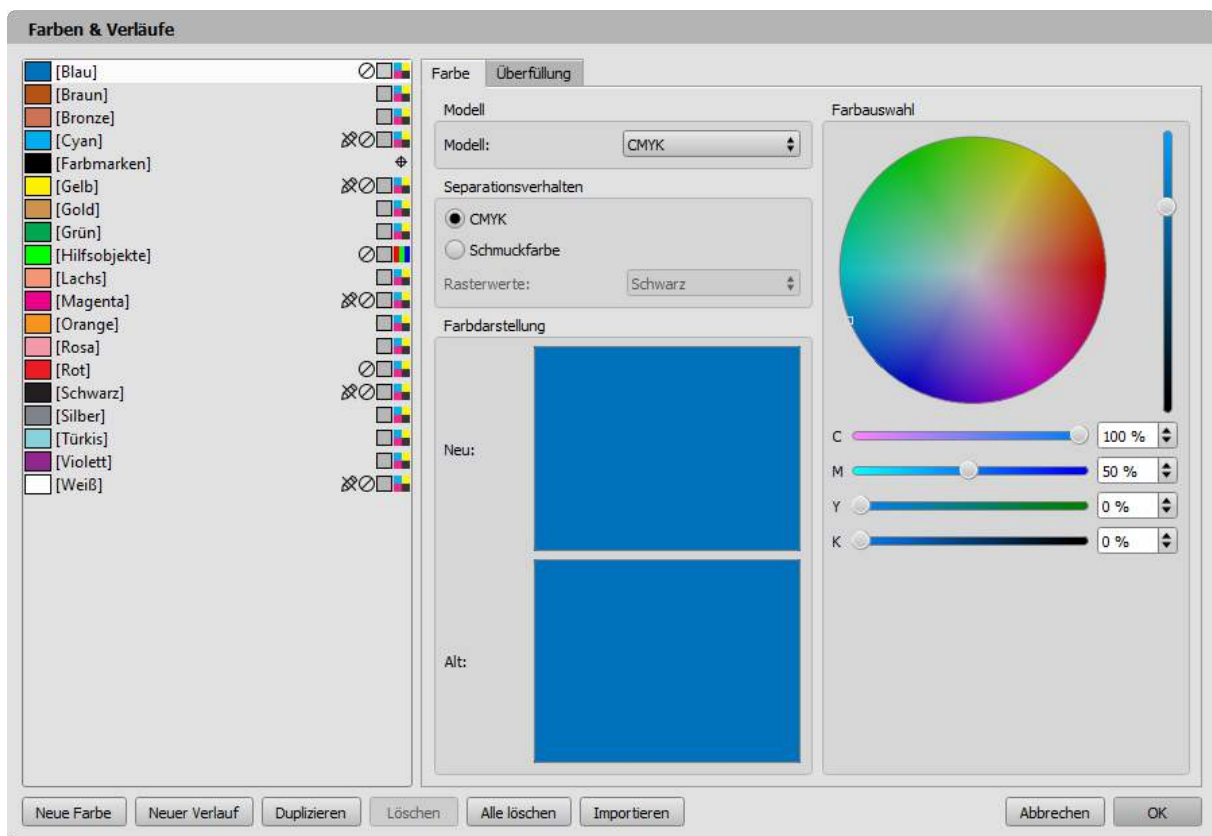 Farben & Verläufe
[Blau]
[Braun]
[Bronze]
[Cyan]
[Farbmarken]
[Gelb]
[Gold]
[Grün]
[Hilfsobjekte]
[Lachs]
[Magenta]
[Orange]
[Rosa]
[Rot]
[Schwarz]
[Silber]
[Türkis]
[Violett]
[Weiß]
Farbe
Überfüllung
Modell
Modell:
CMYK
Separationsverhalten
CMYK
Schmuckfarbe
Rasterwerte:
Schwarz
Farbdarstellung
Neu:
Alt:
Farbauswahl
C 100 %
M 50 %
Y 0 %
K 0 %
Neue Farbe
Neuer Verlauf
Duplizieren
Löschen
Alle löschen
Importieren
Abbrechen
OK